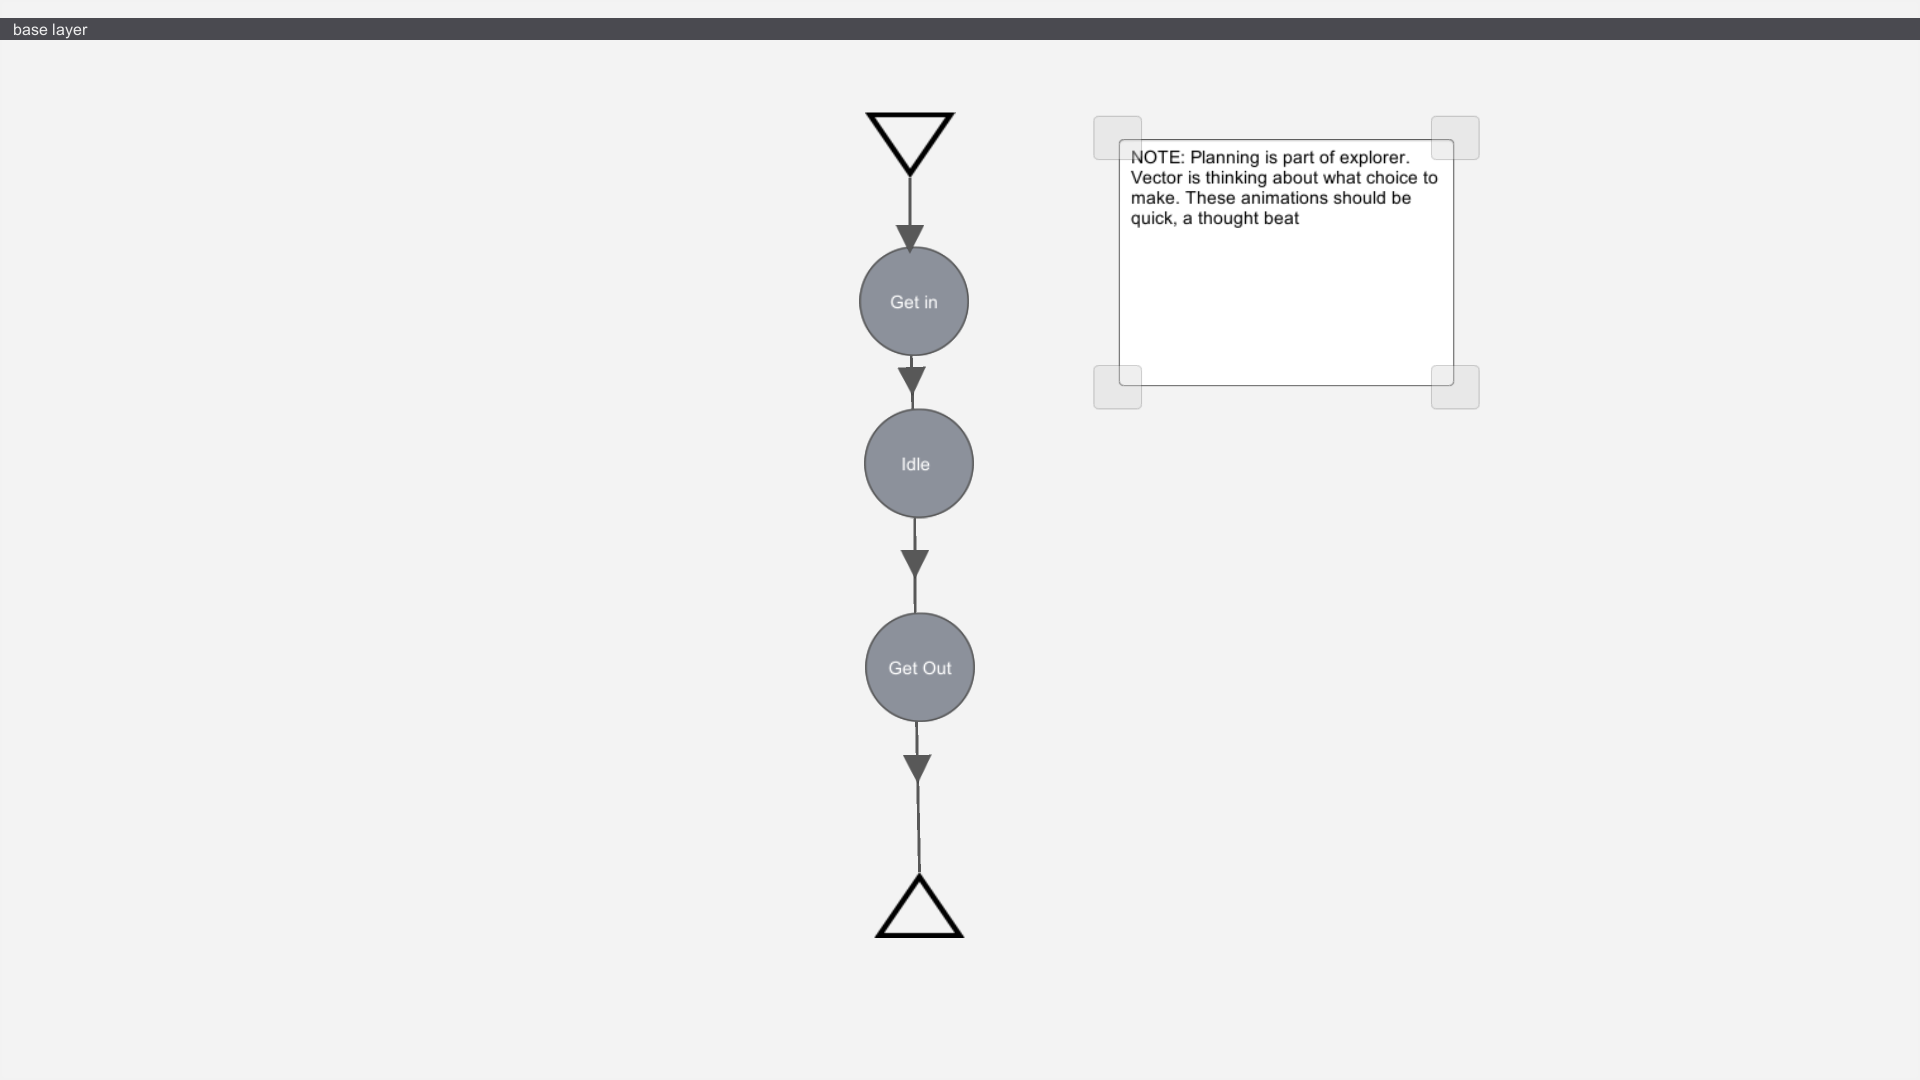 base layer
NOTE: Planning is part of explorer.
Vector is thinking about what choice to
make. These animations should be
quick, a thought beat
Get in
Idle
Get Out